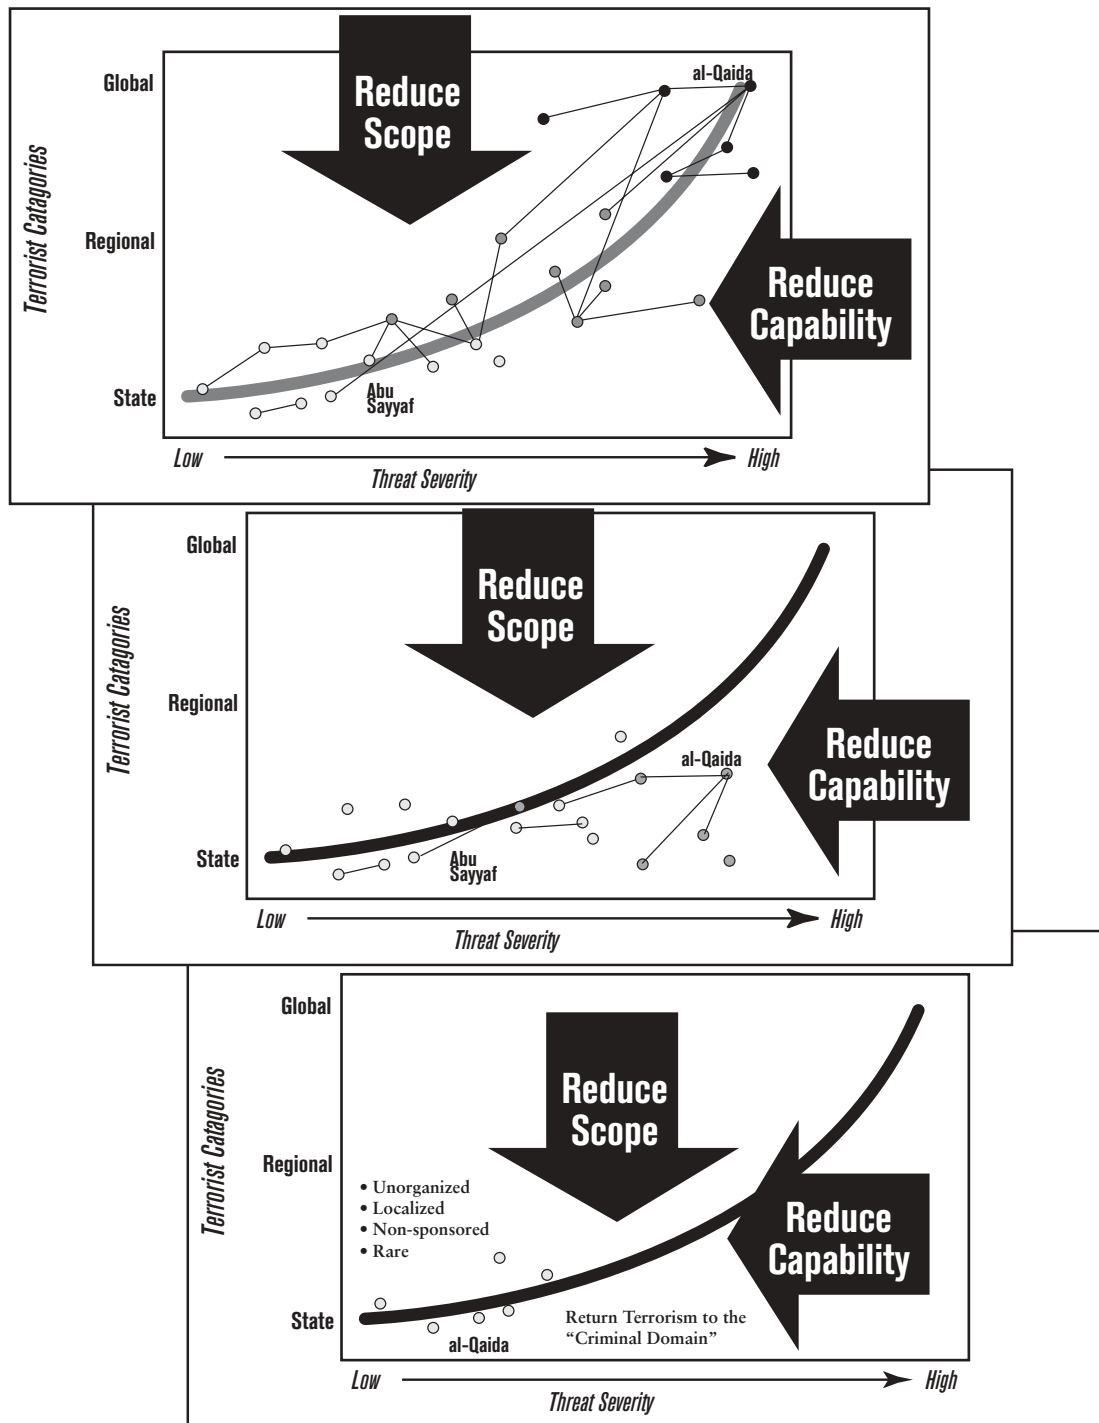 Reduce
Scope
al-Qaida
Global
Terrorist Catagories
Regional
Reduce
Capability
State
Abu
Sayyaf
Low
High
Threat Severity
Reduce
Scope
Global
Terrorist Catagories
Regional
al-Qaida
Reduce
Capability
State
Abu
Sayyaf
Low
High
Threat Severity
Global
Reduce
Scope
Terrorist Catagories
Regional
• Unorganized
• Localized
• Non-sponsored
• Rare
Reduce
Capability
State
Return Terrorism to the
“Criminal Domain”
al-Qaida
Low
High
Threat Severity